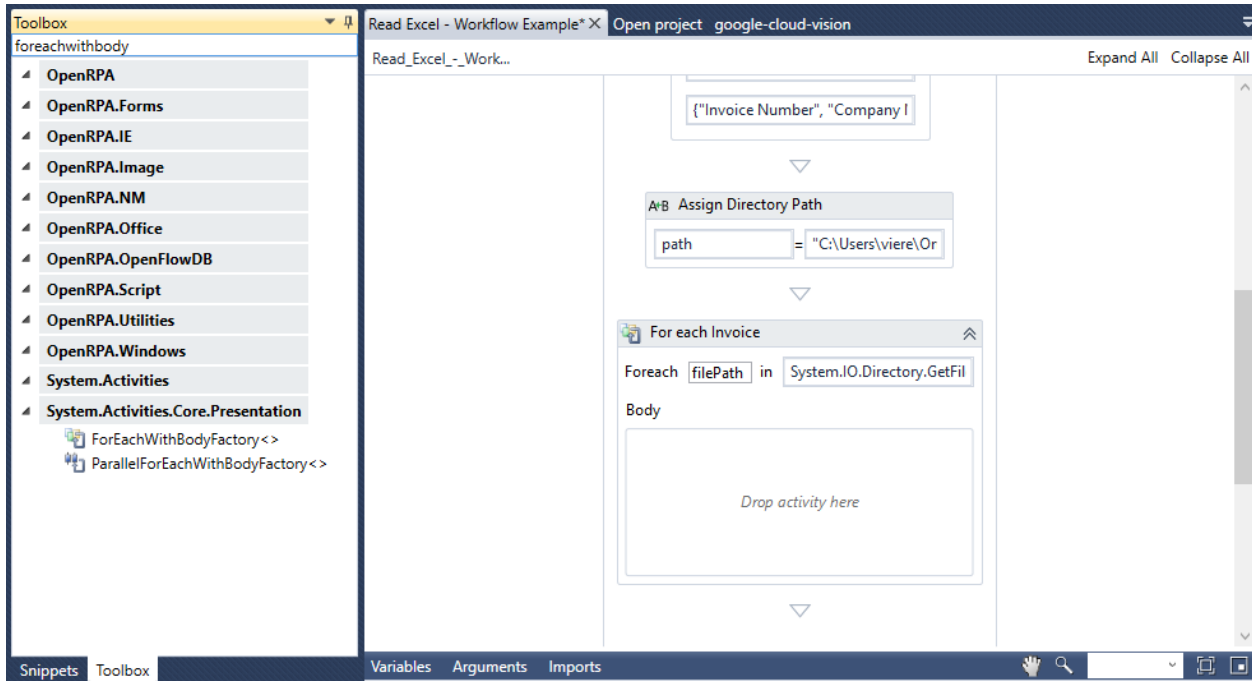 Toolbox
foreachwithbody
OpenRPA
OpenRPA.Forms
OpenRPA.IE
OpenRPA.Image
OpenRPA.NM
OpenRPA.Office
OpenRPA.OpenFlowDB
OpenRPA.Script
OpenRPA.Utilities
OpenRPA.Windows
System.Activities
System.Activities.Core.Presentation
ForEachWithBodyFactory<>
ParallelForEachWithBodyFactory<>
Snippets Toolbox
Read Excel - Workflow Example* Open project google-cloud-vision
Read_Excel_-_Work... Expand All Collapse All
{"Invoice Number", "Company
A+B Assign Directory Path
path = "C:\Users\viere\Or
For each Invoice
Foreach filePath in System.IO.Directory.GetFil
Body
Drop activity here
Variables Arguments Imports